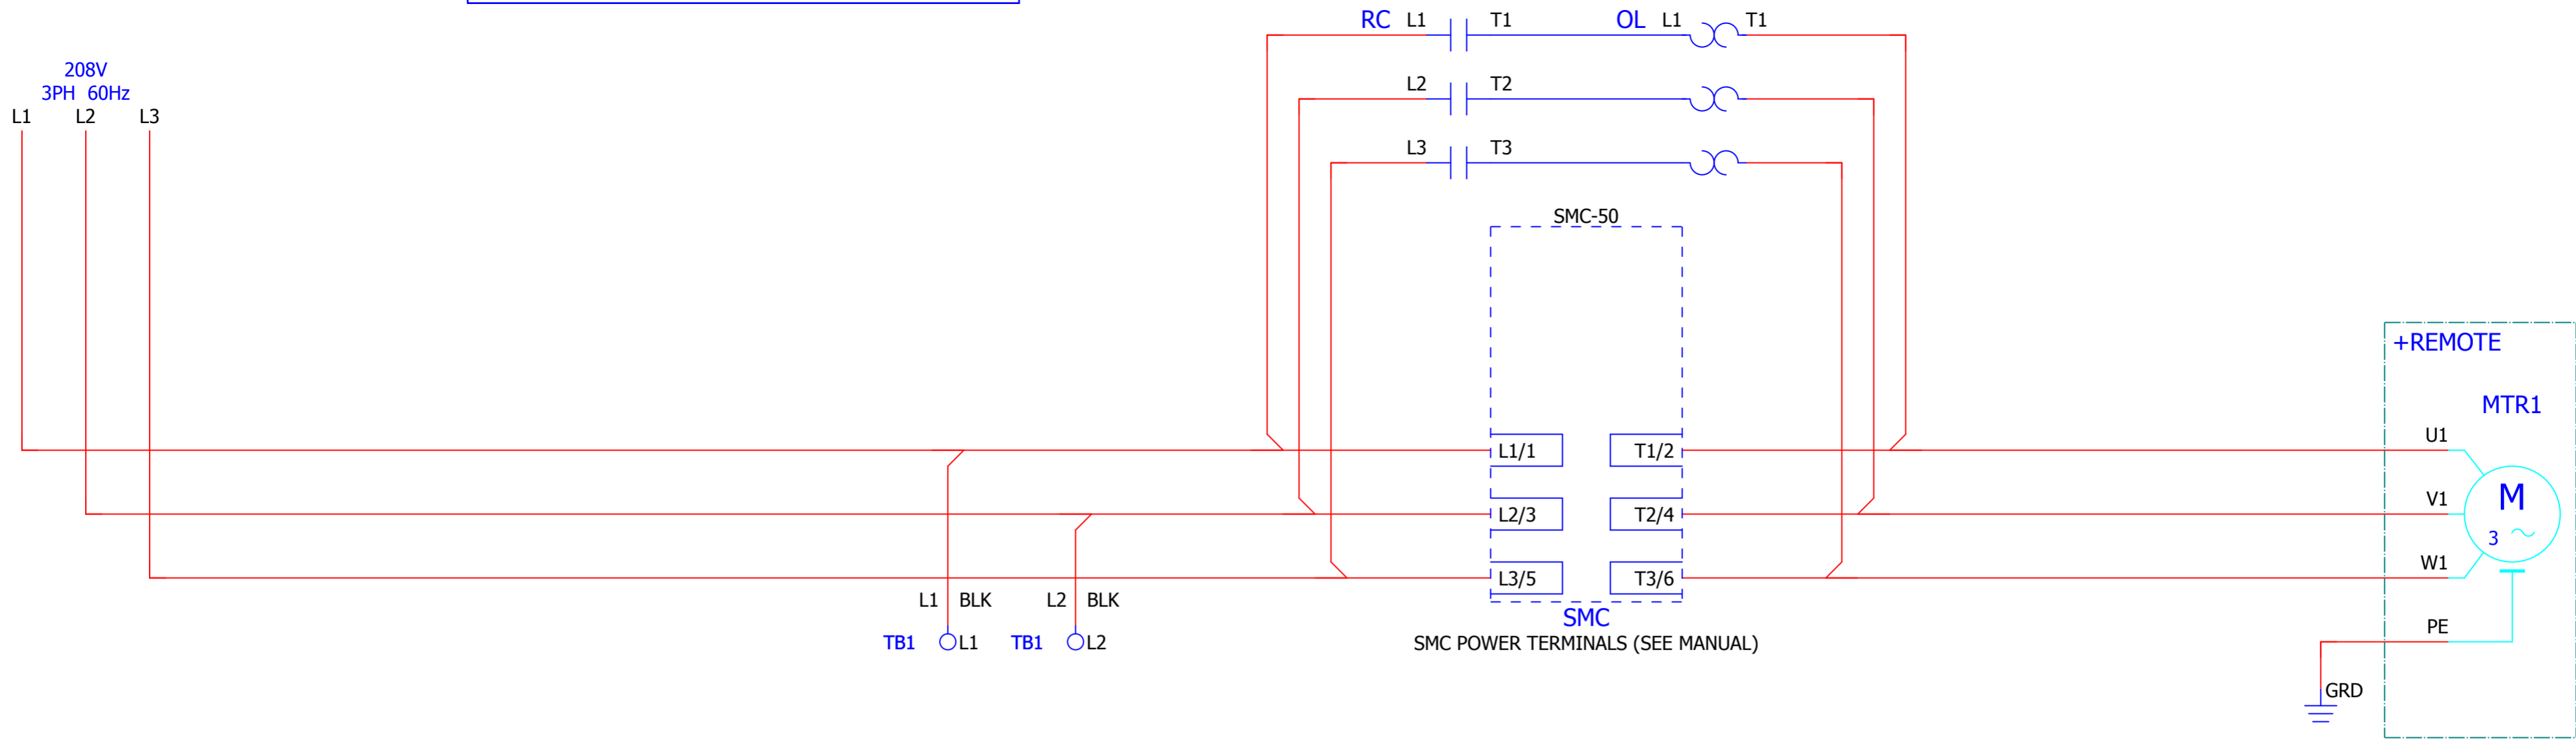 RC L1 T1 OL L1 T1
208V
3PH 60Hz
L1 L2 L3
L2 T2
L3 T3
SMC-50
+REMOTE
MTR1
U1
L1/1 T1/2
M
3
V1
L2/3 T2/4
W1
L3/5 T3/6
L1 BLK L2 BLK
SMC
PE
TB1 L1 TB1 L2
SMC POWER TERMINALS (SEE MANUAL)
GRD